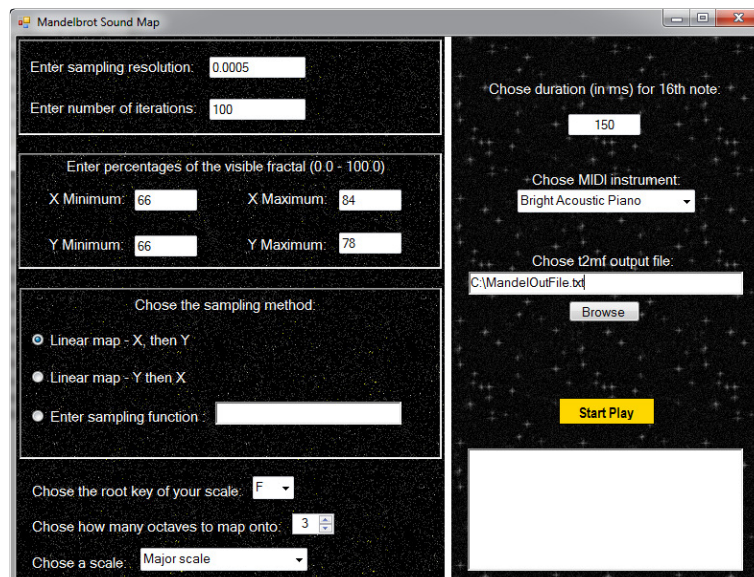 Mandelbrot Sound Map
Enter sampling resolution: 0.0005
Enter number of iterations: 100
Enter percentages of the visible fractal (0.0 - 100.0)
X Minimum: 66 X Maximum: 84
Y Minimum: 66 Y Maximum: 78
Chose the sampling method:
Linear map - X, then Y
Linear map - Y then X
Enter sampling function :
Chose the root key of your scale: F
Chose how many octaves to map onto: 3
Chose a scale: Major scale
Chose duration (in ms) for 16th note:
150
Chose MIDI instrument:
Bright Acoustic Piano
Chose t2mf output file:
C:\MandelOutFile.txt
Browse
Start Play